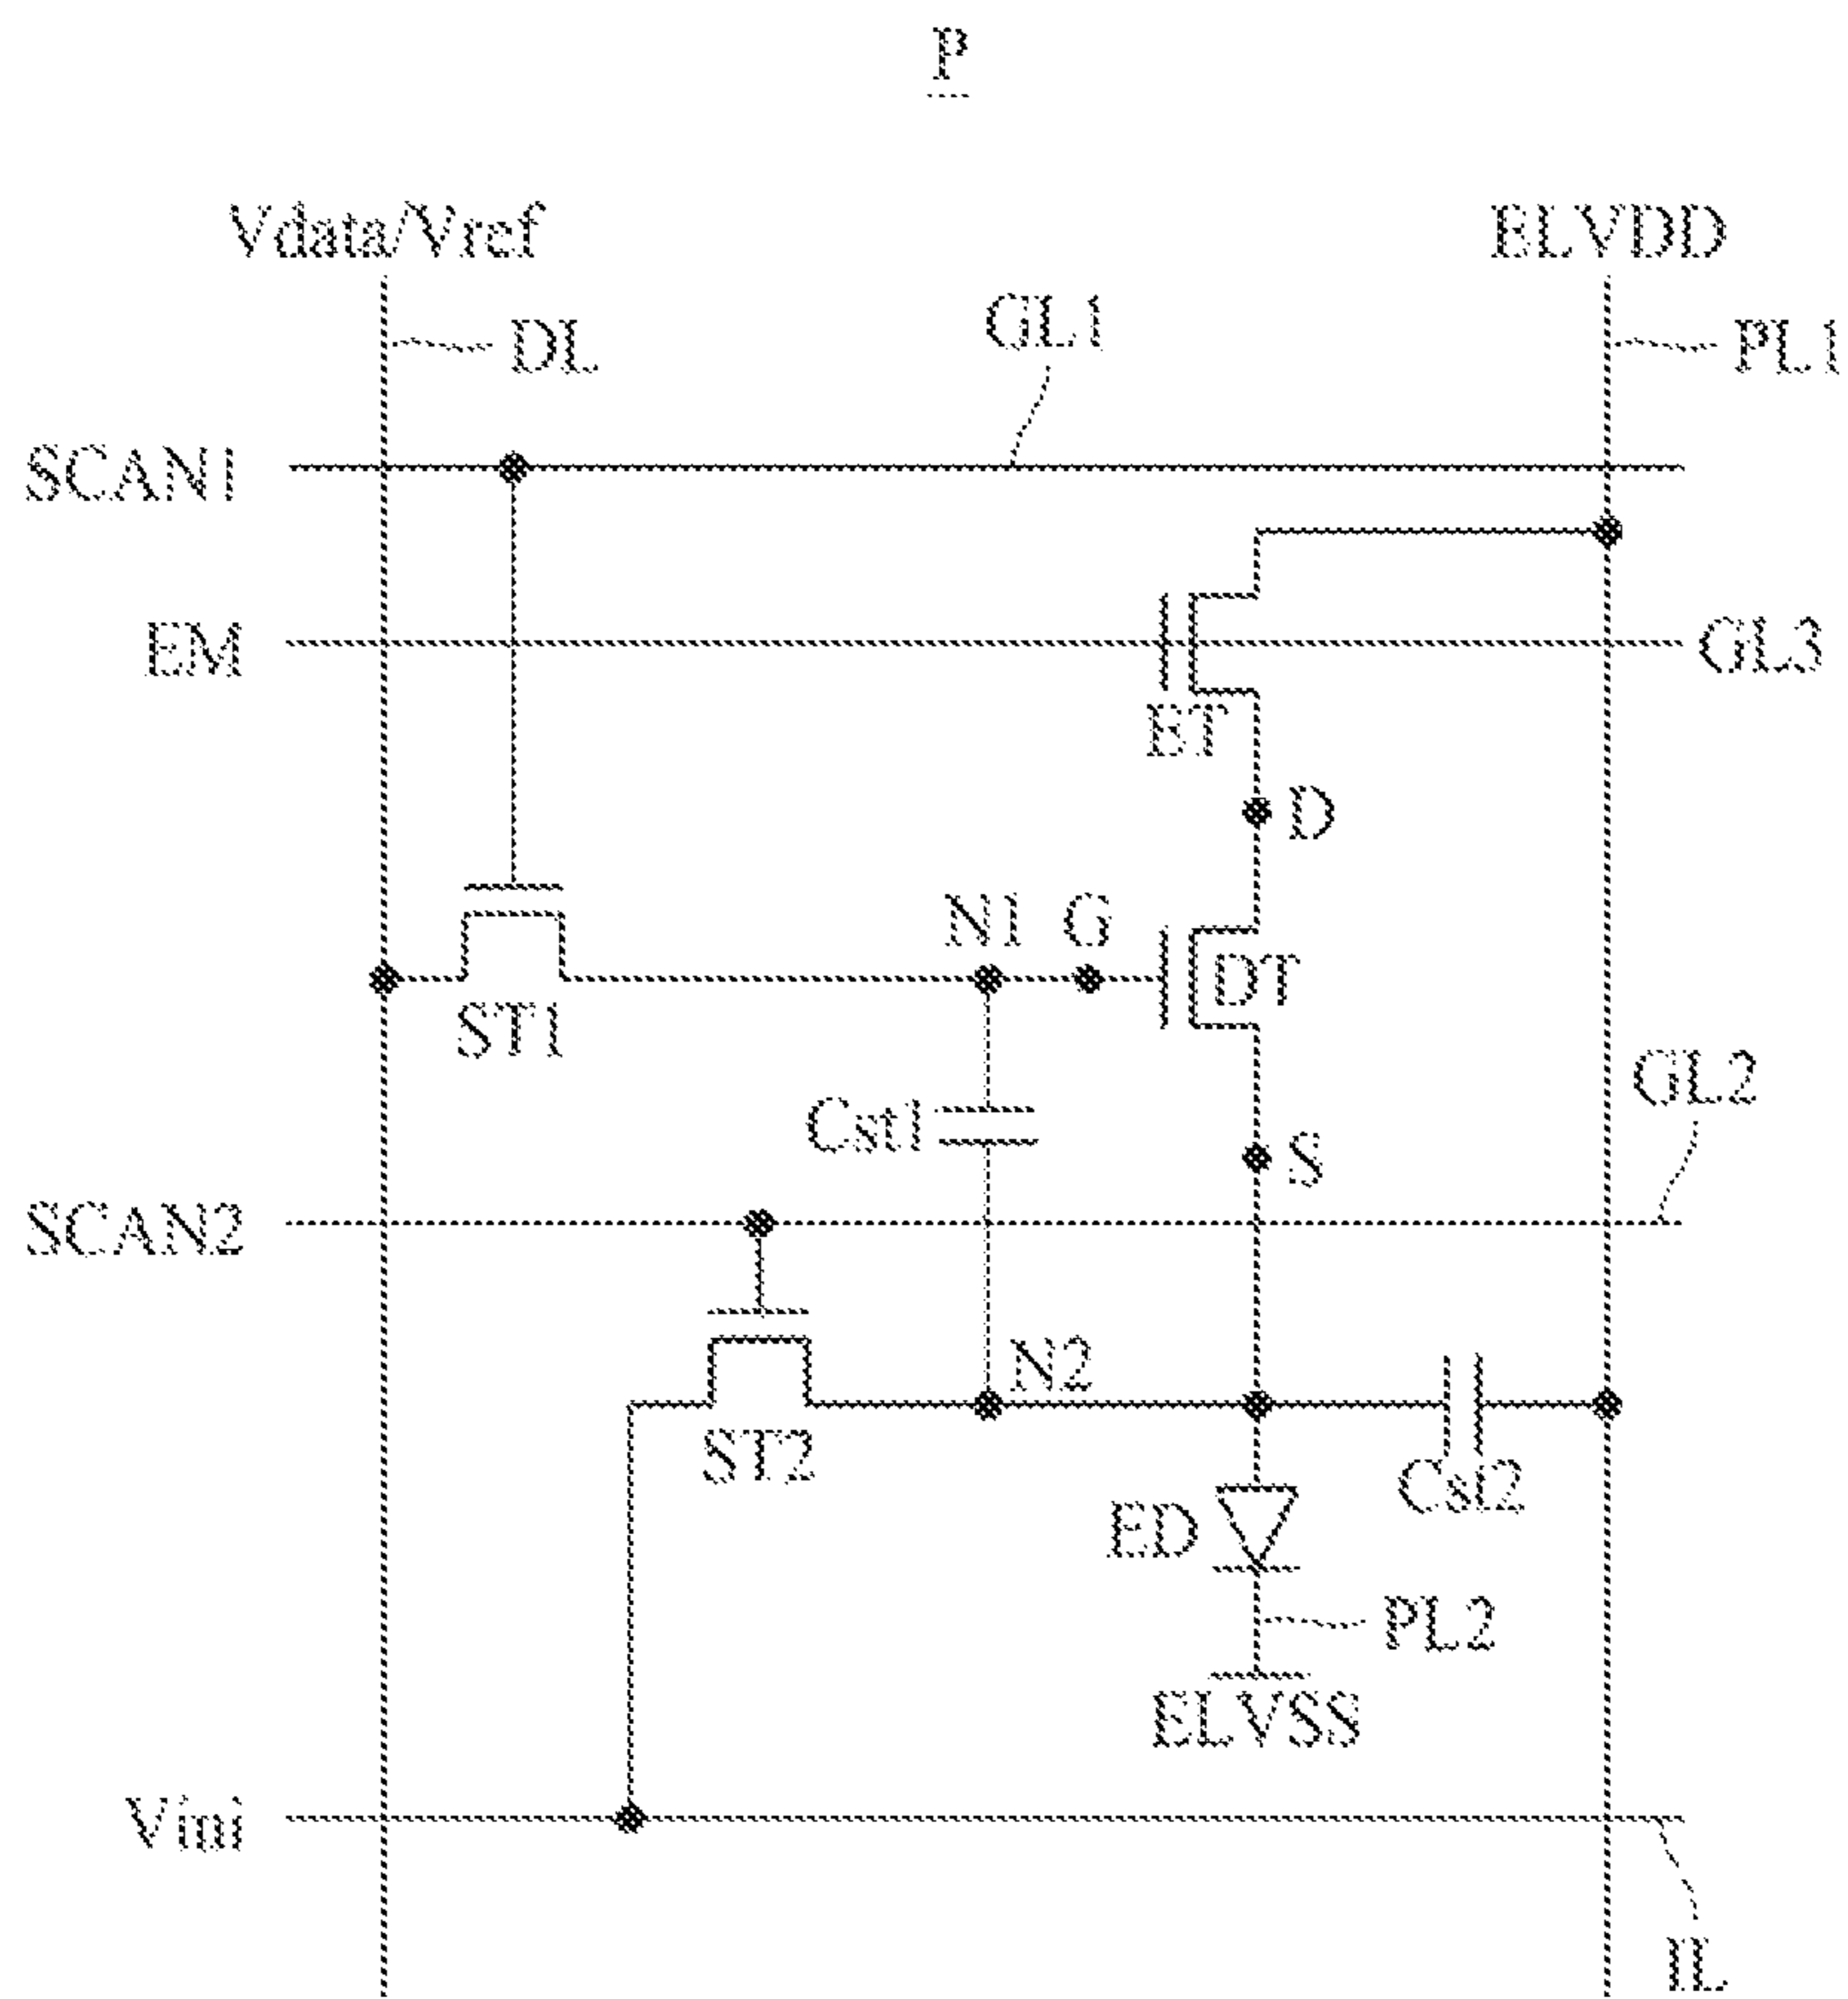 P
Vdata/Vref
ELVDD
DL
GL1
PL1
SCAN1
EM
GL3
ET
D
N1
G
DT
ST1
GL2
Cst1
S
SCAN2
N2
ST2
Cst2
ED
PL2
ELVSS
Vini
IL